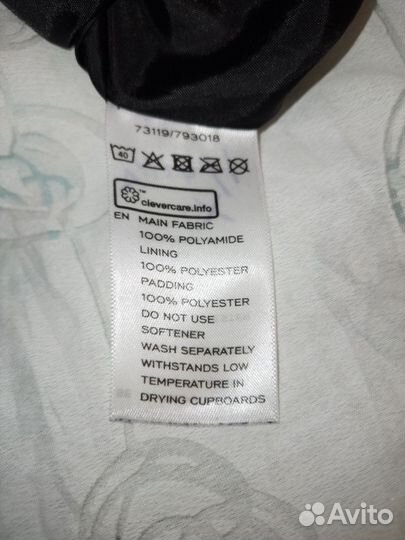 73119/793018
40
™
clevercare.info
EN MAIN FABRIC
100% POLYAMIDE
LINING
100% POLYESTER
PADDING
100% POLYESTER
DO NOT USE
SOFTENER
WASH SEPARATELY
WITHSTANDS LOW
TEMPERATURE IN
DRYING CUPBOARDS
Avito